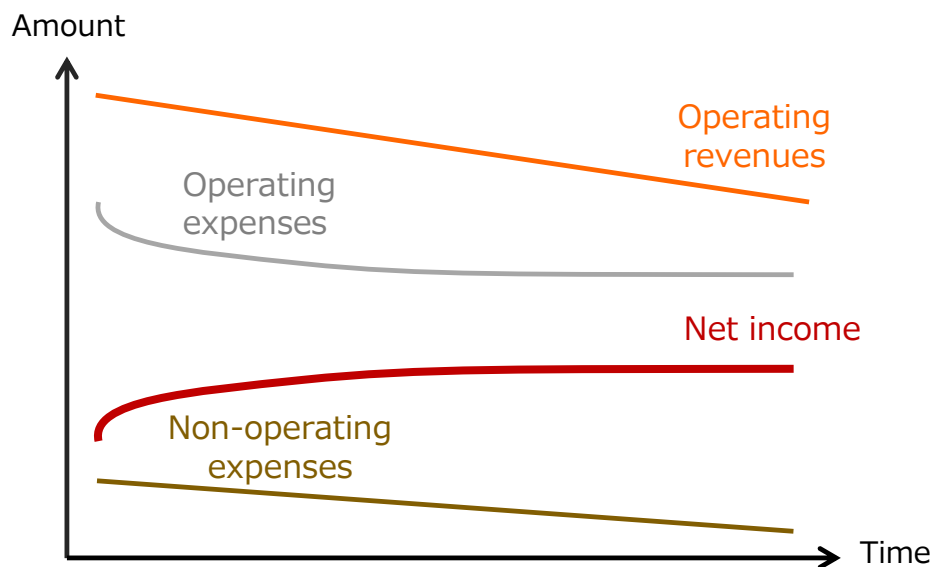 Amount
Operating
revenues
Operating
expenses
Net income
Non-operating
expenses
Time